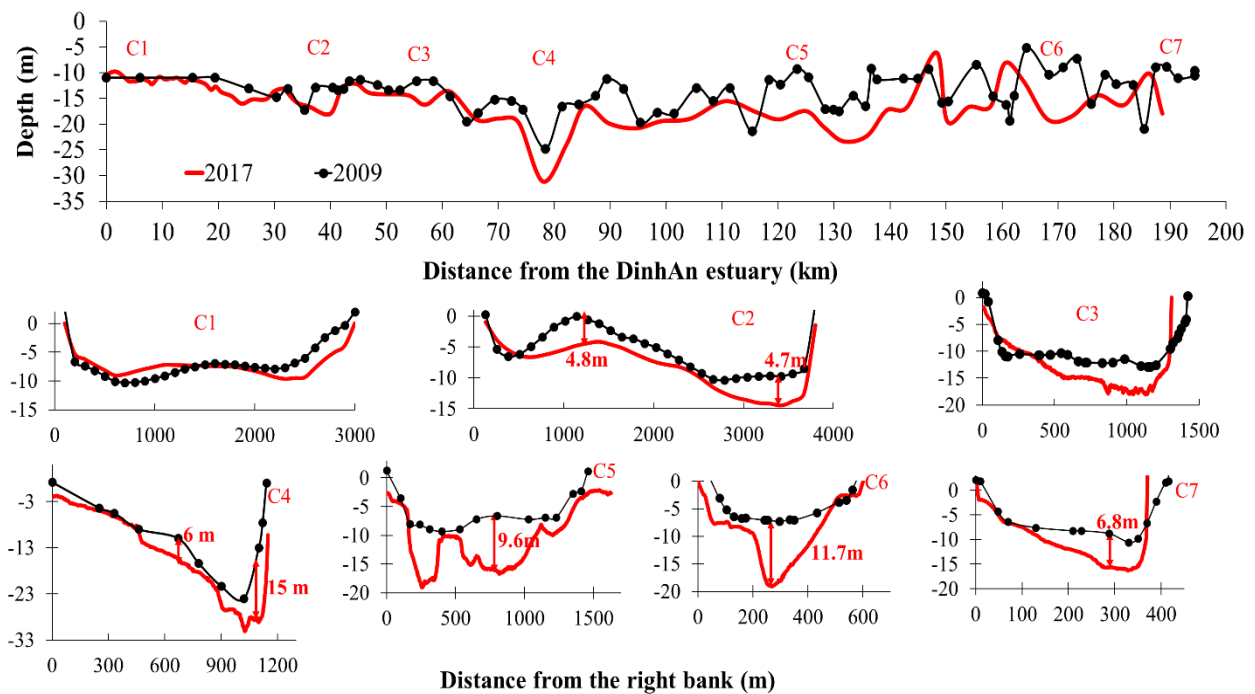 0
C1 C2 C3 C4 C5 C6 C7
-5
-10
-15
-20
-25
-30
-35
Depth (m)
2017 2009
0 10 20 30 40 50 60 70 80 90 100 110 120 130 140 150 160 170 180 190 200
Distance from the DinhAn estuary (km)
C1
0
-5
-10
-15
0 1000 2000 3000
C2
0
-5
-10
-15
4.8m
4.7m
0 1000 2000 3000 4000
C3
0
-5
-10
-15
-20
0 500 1000 1500
C4
-3
-13
-23
-33
6 m
15 m
0 300 600 900 1200
C5
0
-5
-10
-15
-20
9.6m
0 500 1000 1500
C6
0
-5
-10
-15
-20
11.7m
0 200 400 600
C7
0
-5
-10
-15
-20
6.8m
0 100 200 300 400
Distance from the right bank (m)